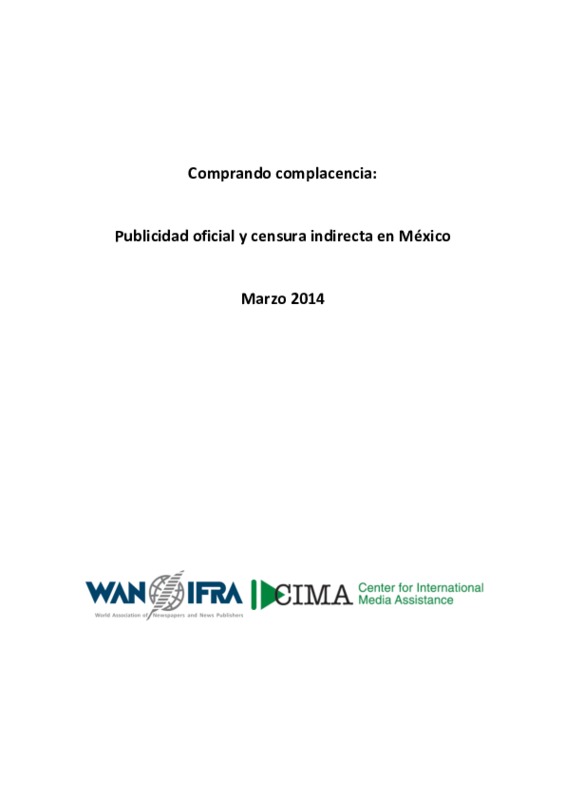 Comprando complacencia:
Publicidad oficial y censura indirecta en México
Marzo 2014
WAN IFRA
World Association of Newspapers and News Publishers
CIMA
Center for International
Media Assistance